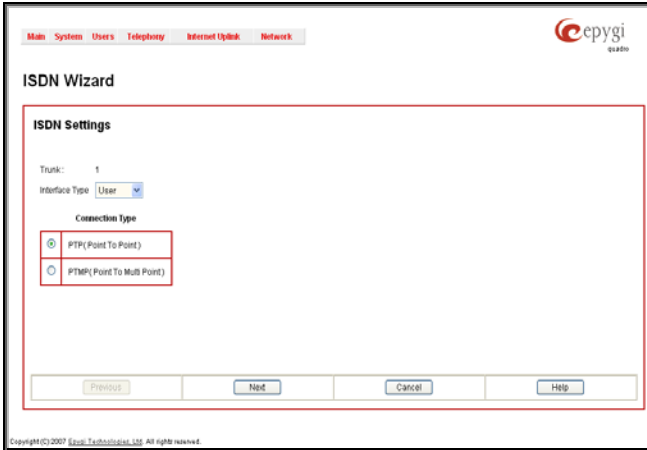 Main System Users Telephony Internet Uplink Network
epygi
quadro
ISDN Wizard
ISDN Settings
Trunk: 1
Interface Type User
Connection Type
PTP(Point To Point)
PTMP(Point To Multi Point)
Previous Next Cancel Help
Copyright (C) 2007 Epygi Technologies, Ltd. All rights reserved.